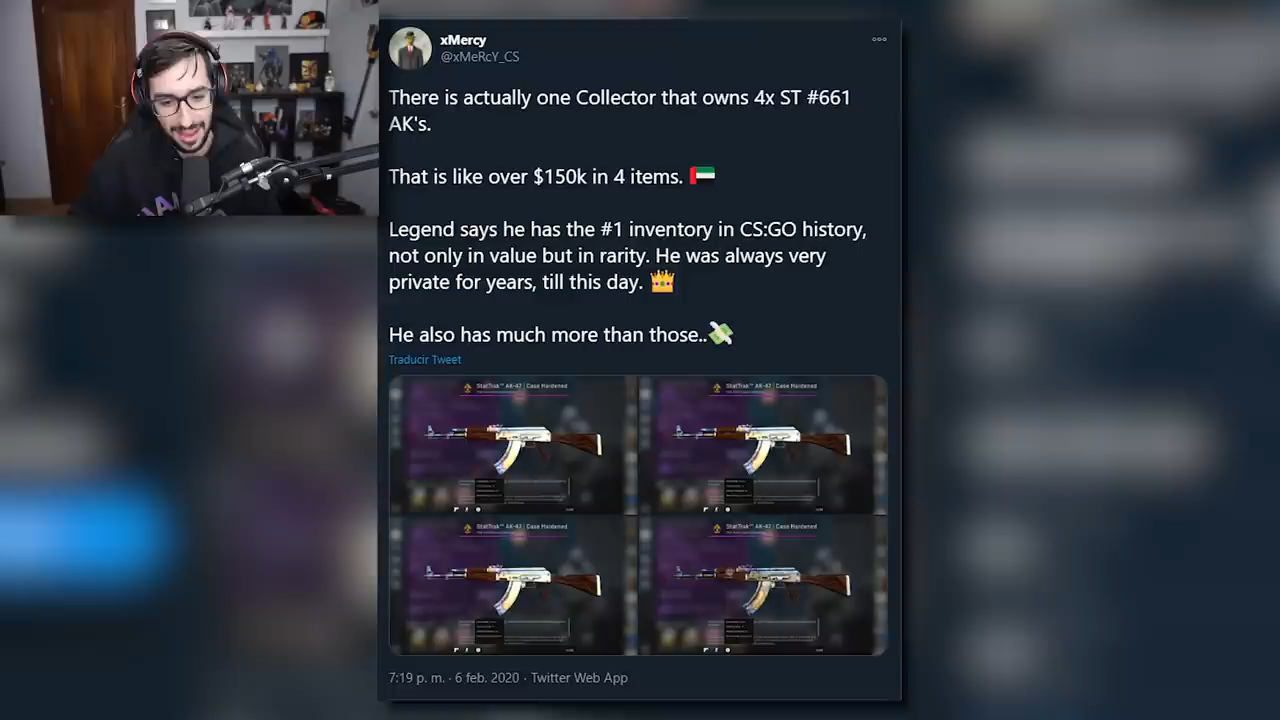 xMercy
@xMeRcY_CS
There is actually one Collector that owns 4x ST #661
AK's.
That is like over $150k in 4 items. 🇦🇪
Legend says he has the #1 inventory in CS:GO history,
not only in value but in rarity. He was always very
private for years, till this day. 👑
He also has much more than those..💸
Traducir Tweet
StatTrak™ AK-47 | Case Hardened
StatTrak™ AK-47 | Case Hardened
StatTrak™ AK-47 | Case Hardened
StatTrak™ AK-47 | Case Hardened
7:19 p. m. · 6 feb. 2020 · Twitter Web App